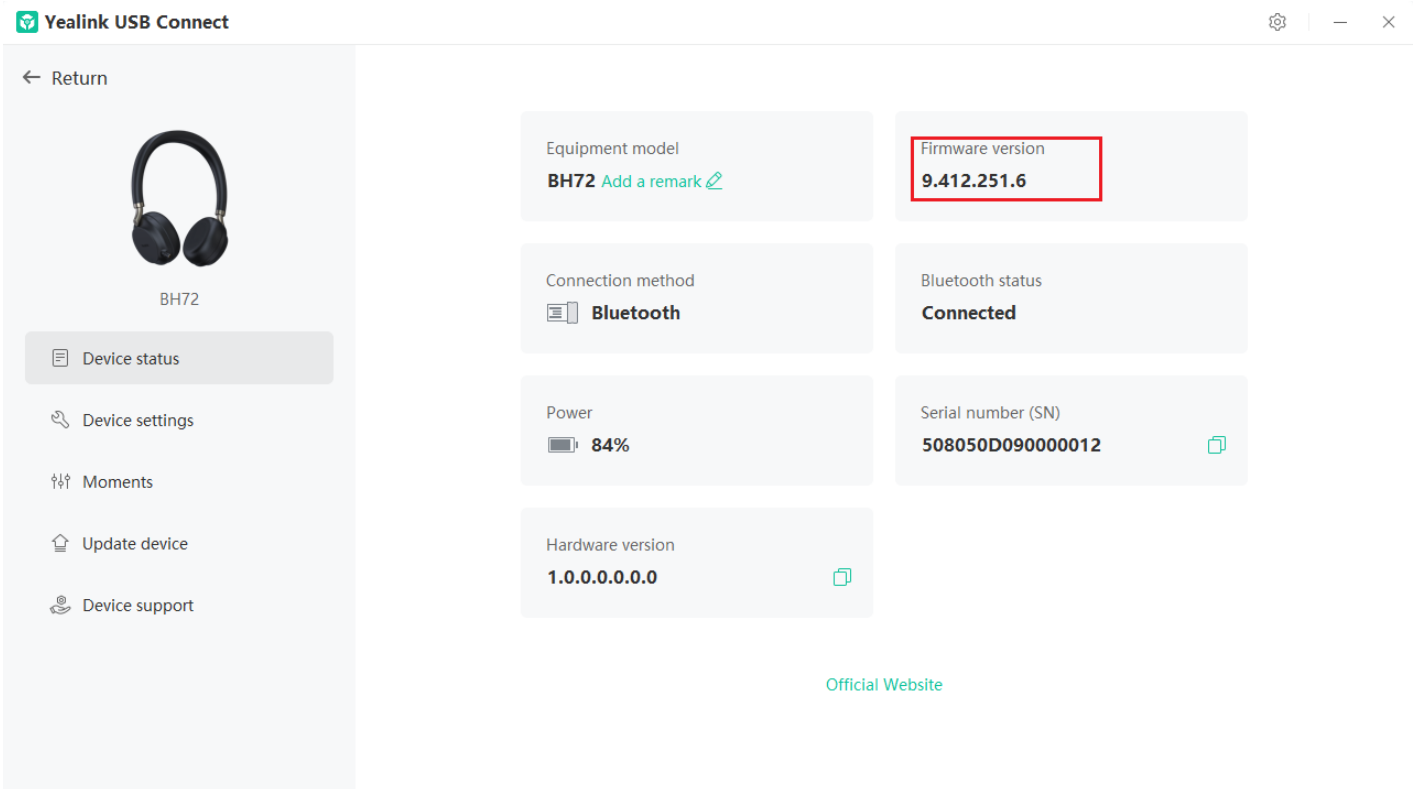 Yealink USB Connect
Return
BH72
Device status
Device settings
Moments
Update device
Device support
Equipment model
BH72 Add a remark
Firmware version
9.412.251.6
Connection method
Bluetooth
Bluetooth status
Connected
Power
84%
Serial number (SN)
508050D090000012
Hardware version
1.0.0.0.0.0.0
Official Website